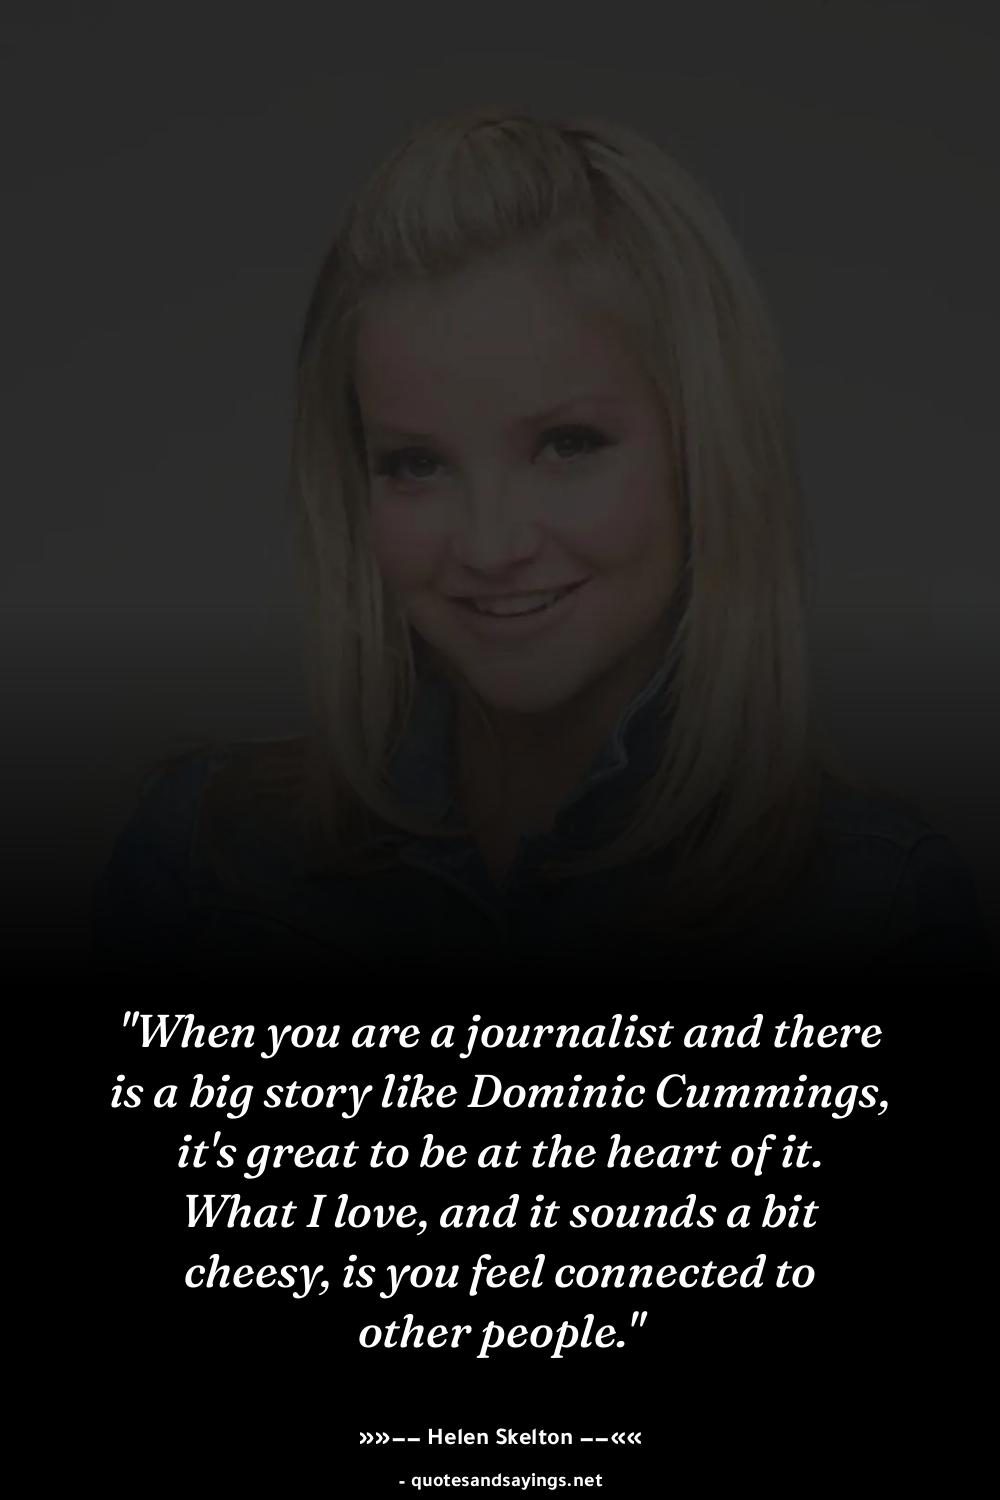 "When you are a journalist and there
is a big story like Dominic Cummings,
it's great to be at the heart of it.
What I love, and it sounds a bit
cheesy, is you feel connected to
other people."
»»−− Helen Skelton −−««
- quotesandsayings.net